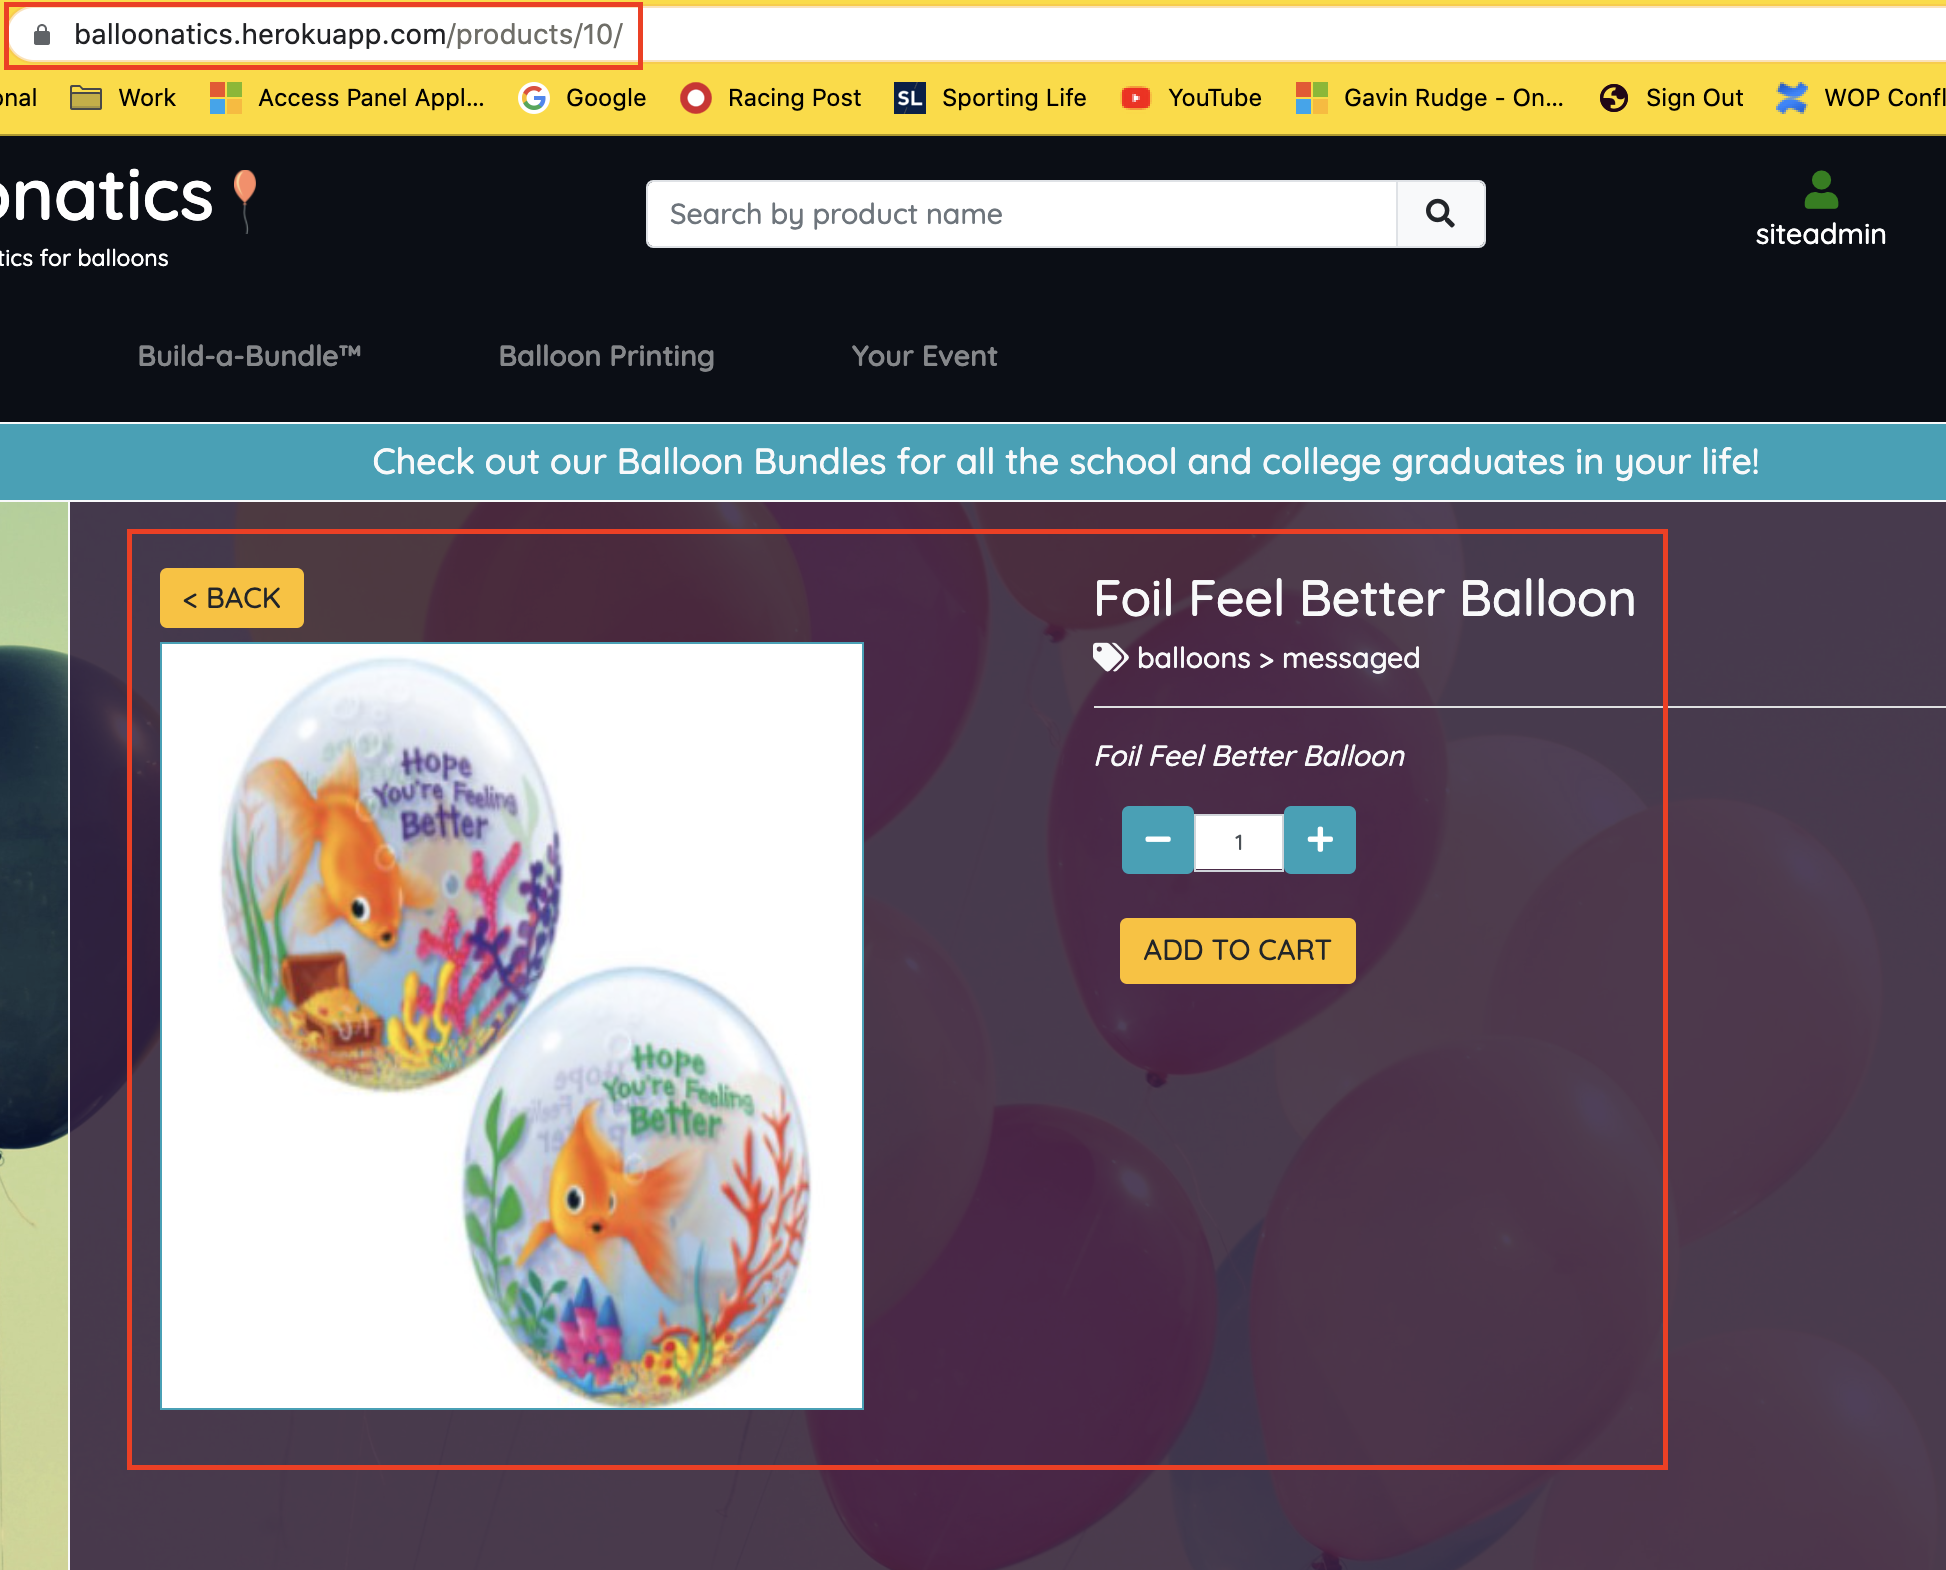 balloonatics.herokuapp.com/products/10/
onal Work Access Panel Appl... Google Racing Post SL Sporting Life YouTube Gavin Rudge - On... Sign Out WOP Confl
onatics
tics for balloons
Search by product name
siteadmin
Build-a-Bundle™ Balloon Printing Your Event
Check out our Balloon Bundles for all the school and college graduates in your life!
< BACK
Foil Feel Better Balloon
balloons > messaged
Foil Feel Better Balloon
1
ADD TO CART
Hope
You're Feeling
Better
Hope
You're Feeling
Better